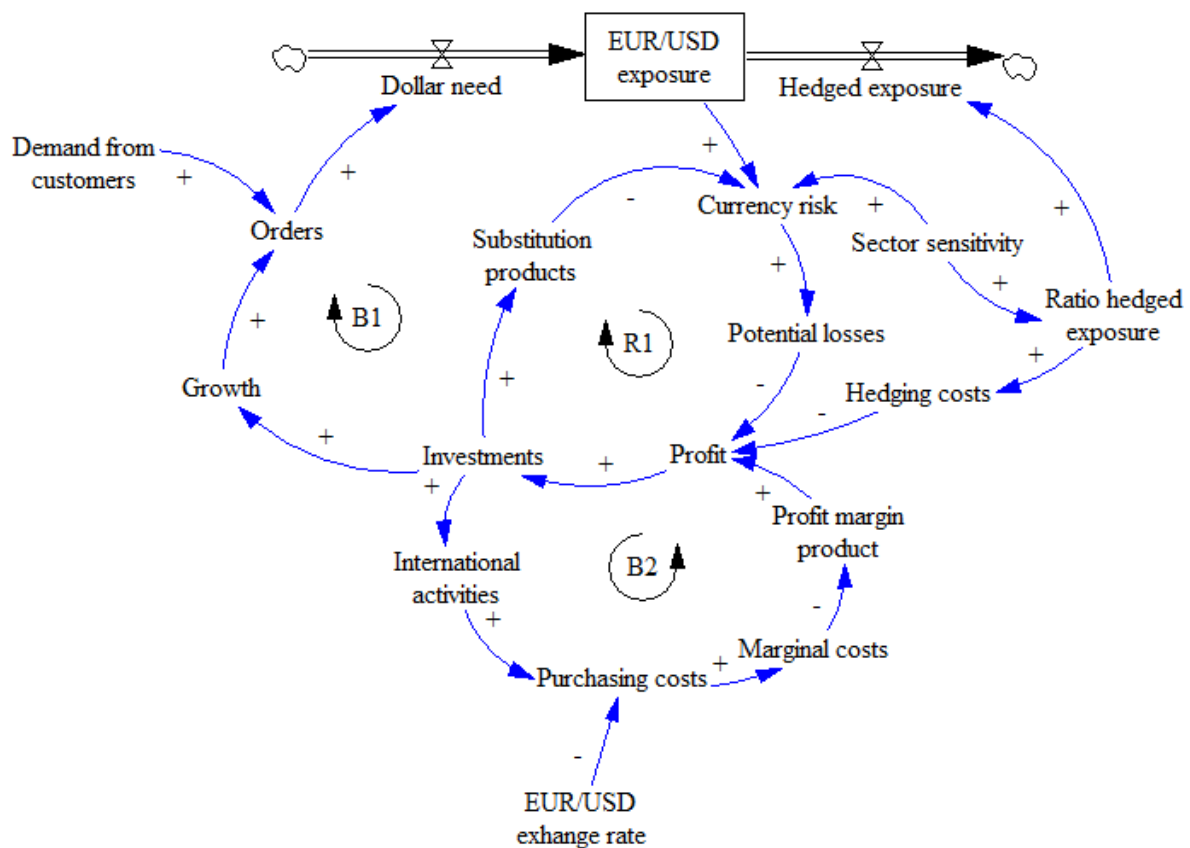 EUR/USD
exposure
Dollar need
Hedged exposure
Demand from
customers
+
+
+
Orders
-
Currency risk
+
Substitution
products
Sector sensitivity
+
+
+
Ratio hedged
exposure
B1
+
R1
Potential losses
+
Growth
+
-
Hedging costs
+
-
Investments
+
Profit
+
+
Profit margin
product
International
activities
B2
+
-
Purchasing costs
+
Marginal costs
-
EUR/USD
exhange rate